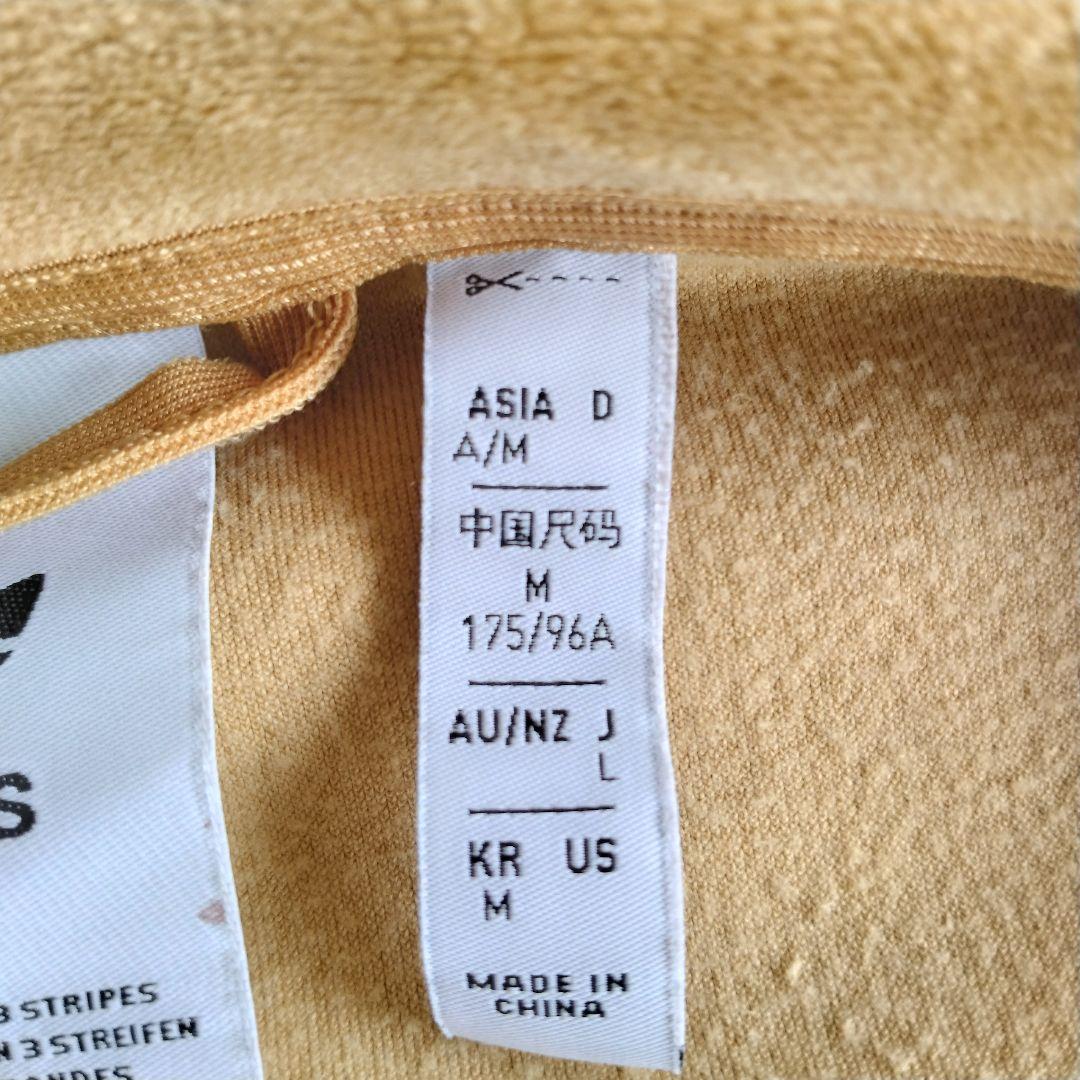 ASIA D
A/M
中国尺码
M
175/96A
AU/NZ J
L
KR US
M
MADE IN
CHINA
S
3 STRIPES
3 STREIFEN